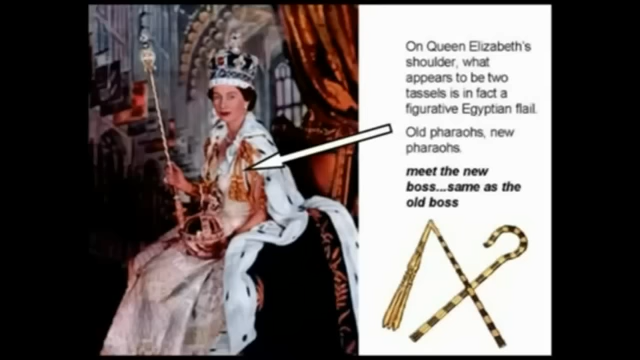 On Queen Elizabeth's
shoulder, what
appears to be two
tassels is in fact a
figurative Egyptian flail.
Old pharaohs, new
pharaohs.
meet the new
boss...same as the
old boss